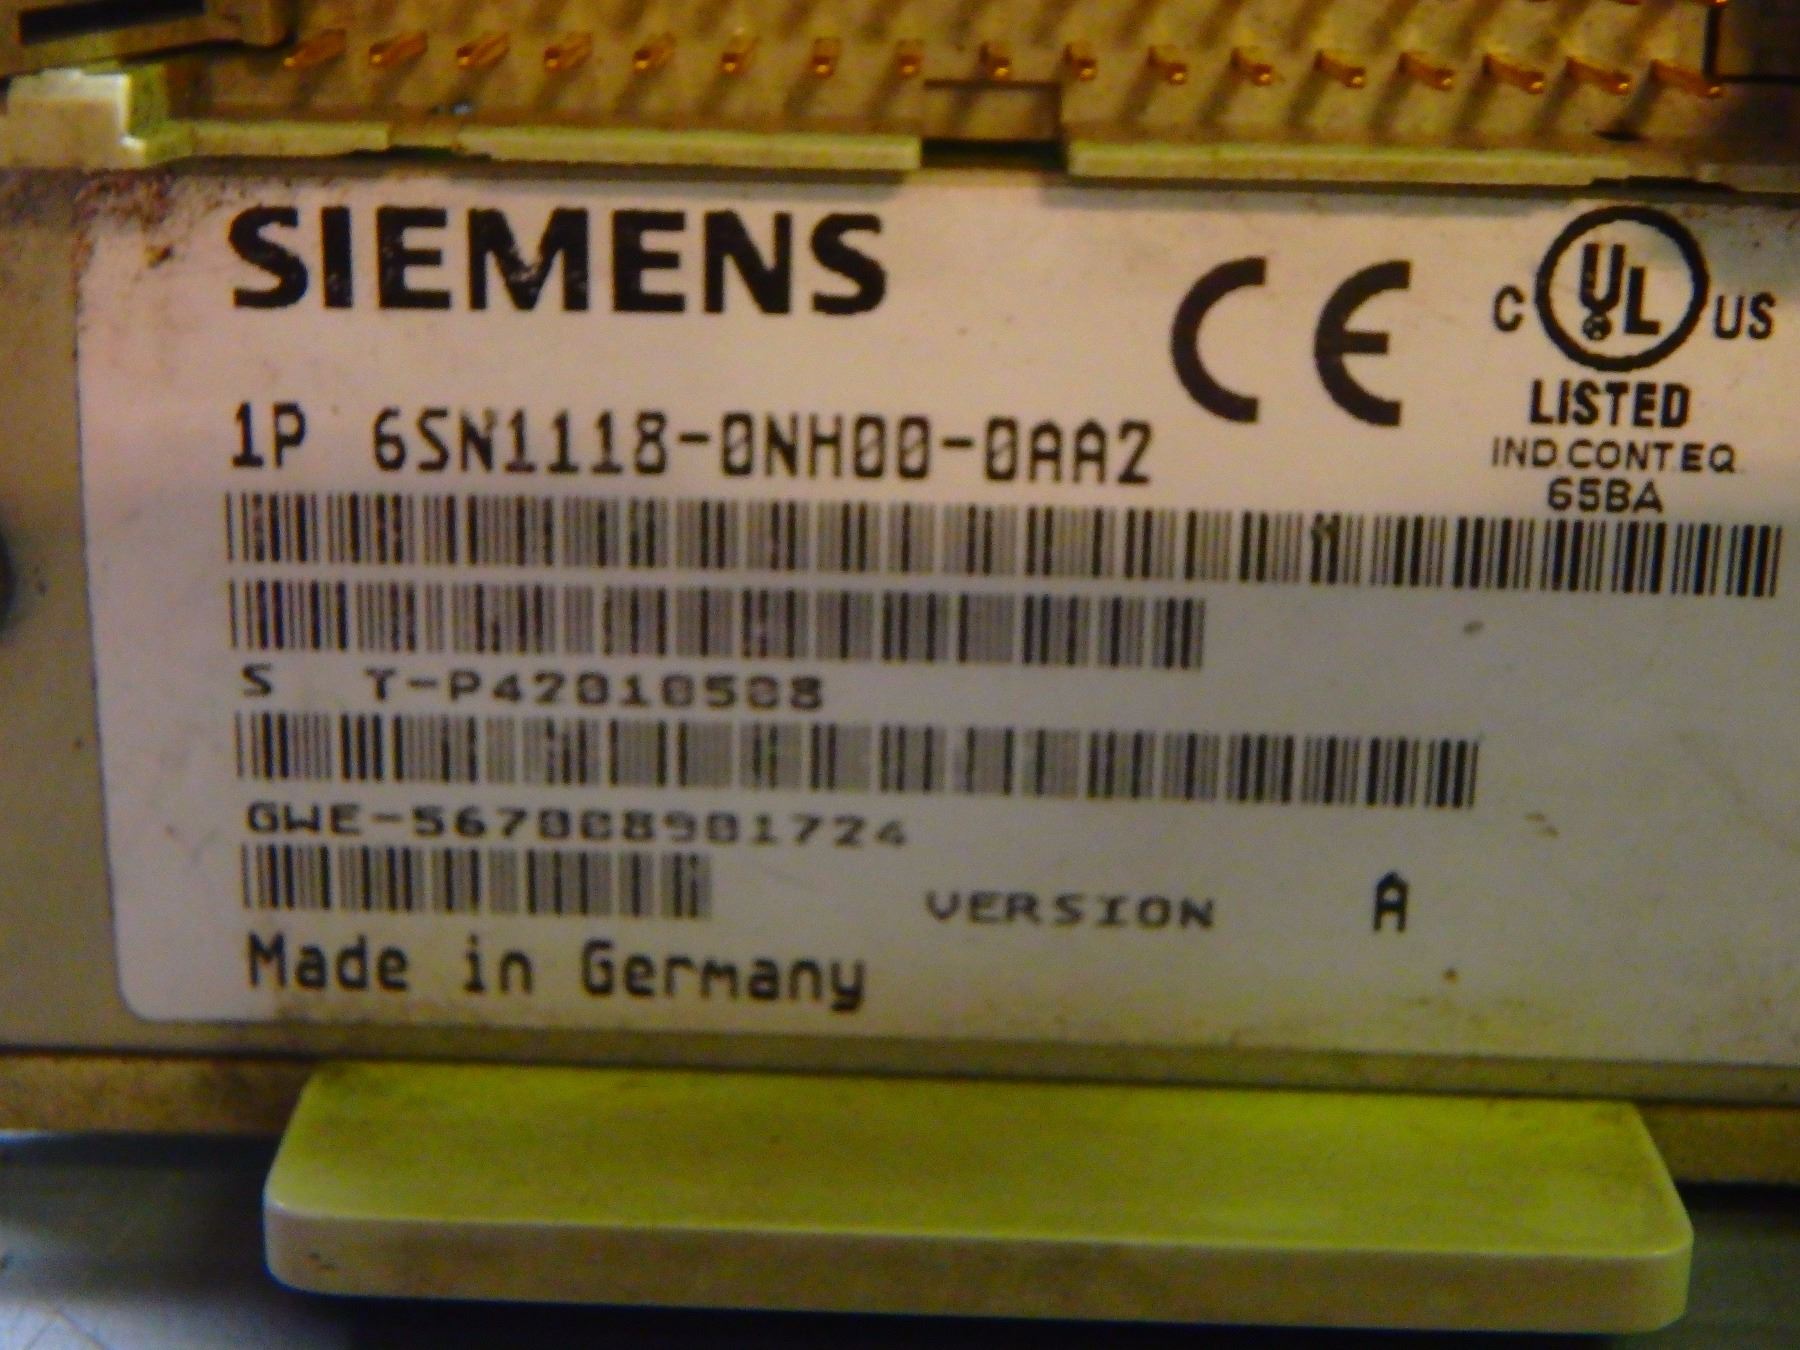 SIEMENS
CE
C UL US
LISTED
IND.CONT.EQ.
65BA
1P 6SN1118-0NH00-0AA2
S T-P42010508
GWE-567008901724
VERSION A
Made in Germany